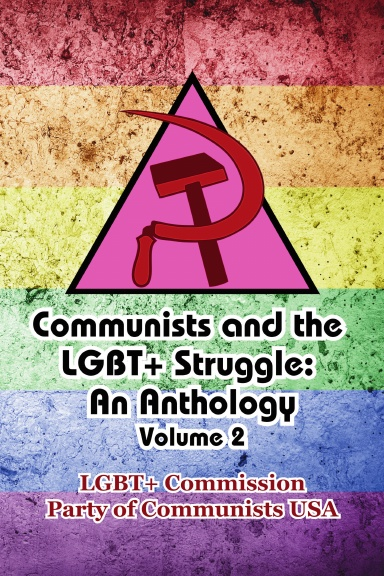 Communists and the
LGBT+ Struggle:
An Anthology
Volume 2
LGBT+ Commission
Party of Communists USA